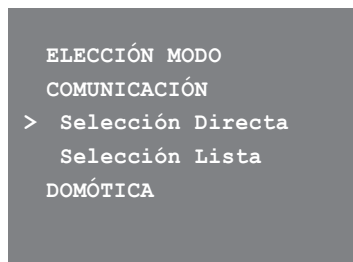 ELECCIÓN MODO
COMUNICACIÓN
> Selección Directa
Selección Lista
DOMÓTICA